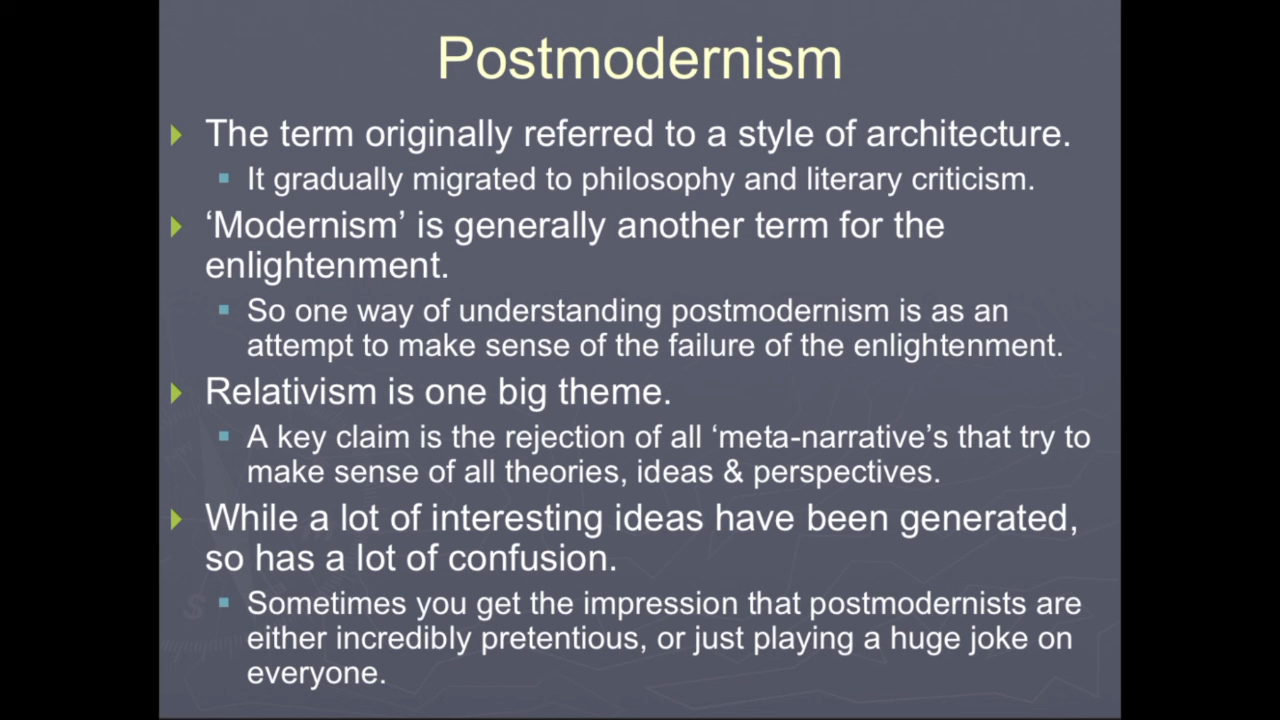 Postmodernism
The term originally referred to a style of architecture.
It gradually migrated to philosophy and literary criticism.
‘Modernism’ is generally another term for the
enlightenment.
So one way of understanding postmodernism is as an
attempt to make sense of the failure of the enlightenment.
Relativism is one big theme.
A key claim is the rejection of all ‘meta-narrative’s that try to
make sense of all theories, ideas & perspectives.
While a lot of interesting ideas have been generated,
so has a lot of confusion.
Sometimes you get the impression that postmodernists are
either incredibly pretentious, or just playing a huge joke on
everyone.